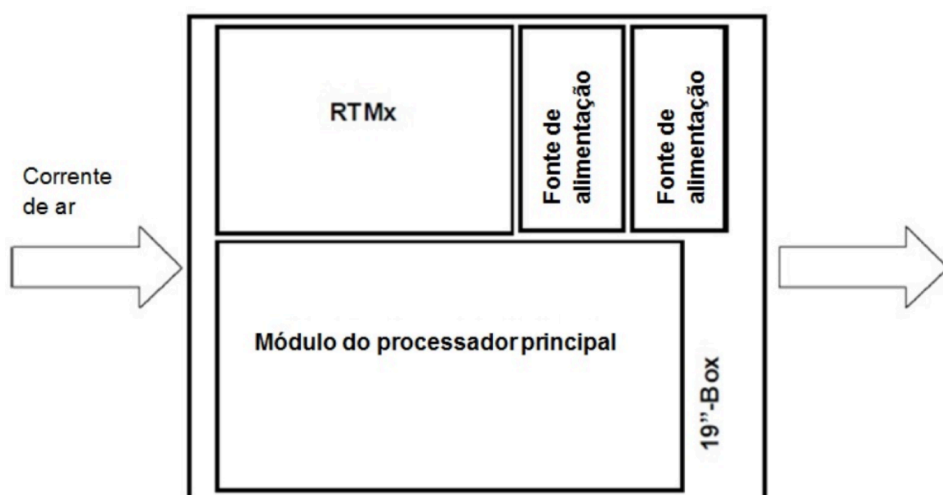 RTMx
Fonte de
alimentação
Fonte de
alimentação
Corrente
de ar
Módulo do processador principal
19”-Box